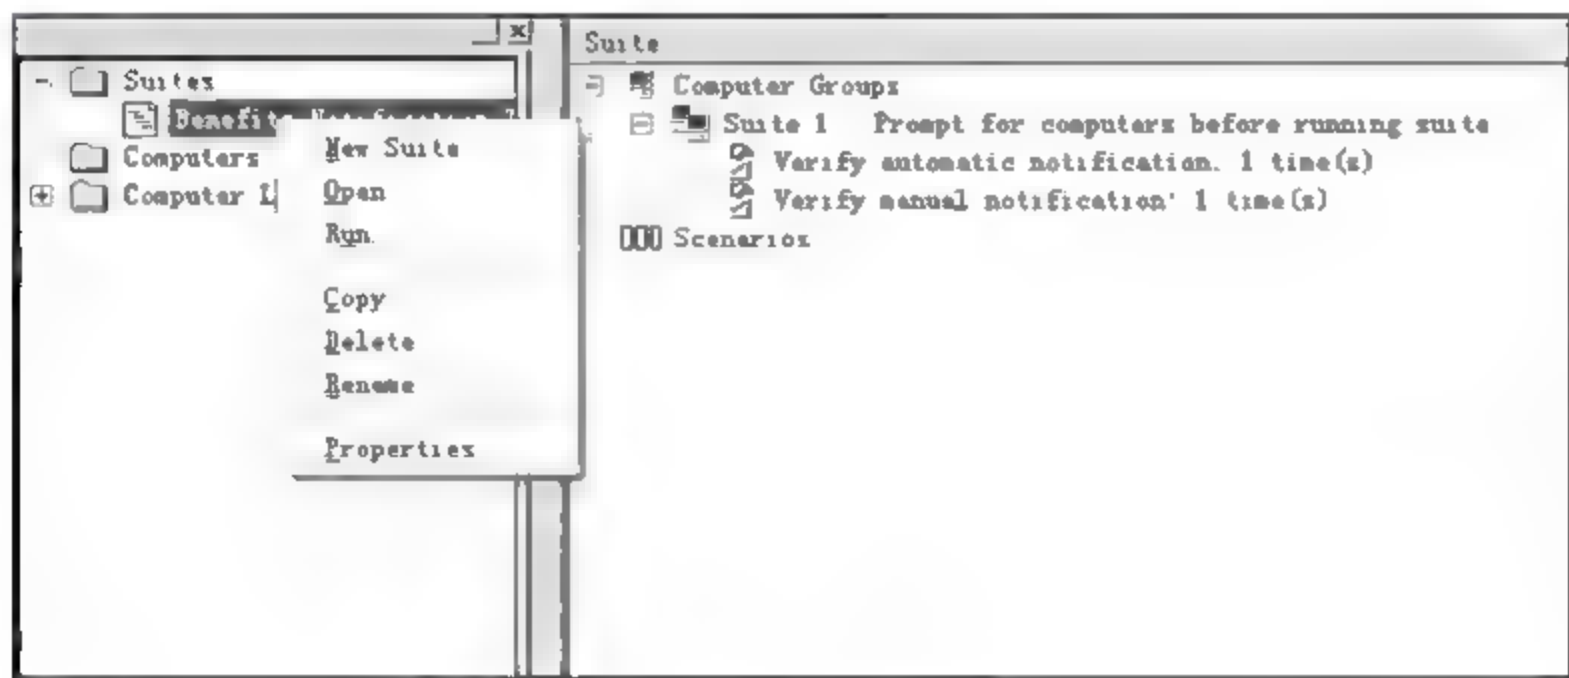 Suites
Benefits
Computers
Computer L
New Suite
Open
Run
Copy
Delete
Rename
Properties
Suite
Computer Groups
Suite 1 Prompt for computers before running suite
Verify automatic notification. 1 time(s)
Verify manual notification' 1 time(s)
Scenarios